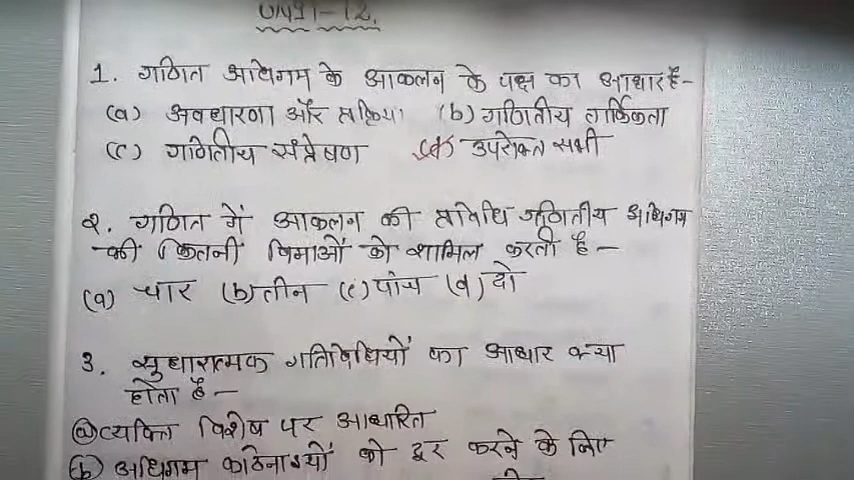 UNIT-12.
1. गणित अधिगम के आकलन के पक्ष का आधार है-
(a) अवधारणा और प्रक्रिया (b) गणितीय तार्किकता
(c) गणितीय संप्रेषण (d) उपरोक्त सभी
2. गणित में आकलन की प्रविधि गणितीय अधिगम
की कितनी विमाओं को शामिल करती है -
(a) चार (b) तीन (c) पांच (d) दो
3. सुधारात्मक गतिविधियों का आधार क्या
होता है -
(a) व्यक्ति विशेष पर आधारित
(b) अधिगम कठिनाइयों को दूर करने के लिए